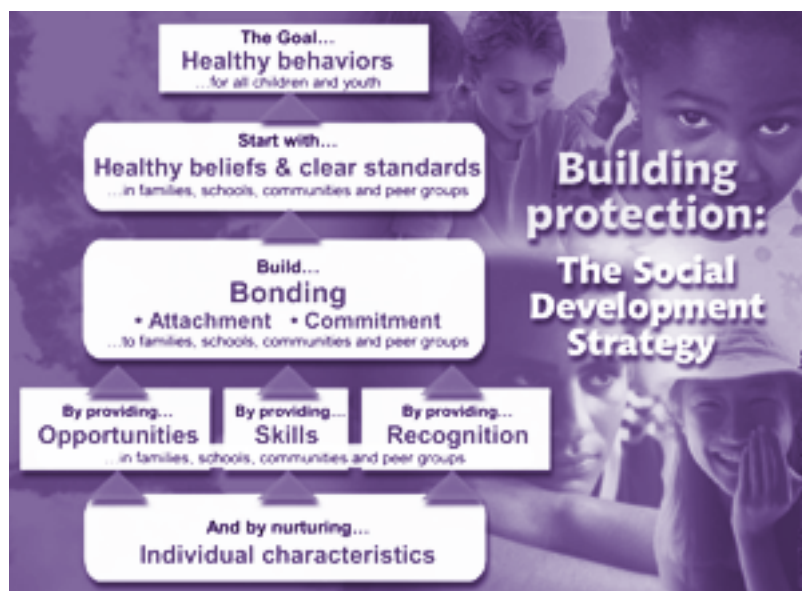 The Goal...
Healthy behaviors
...for all children and youth
Start with...
Healthy beliefs & clear standards
...in families, schools, communities and peer groups
Build...
Bonding
• Attachment • Commitment
...to families, schools, communities and peer groups
By providing...
Opportunities
By providing...
Skills
By providing...
Recognition
...in families, schools, communities and peer groups
And by nurturing...
Individual characteristics
Building
protection:
The Social
Development
Strategy